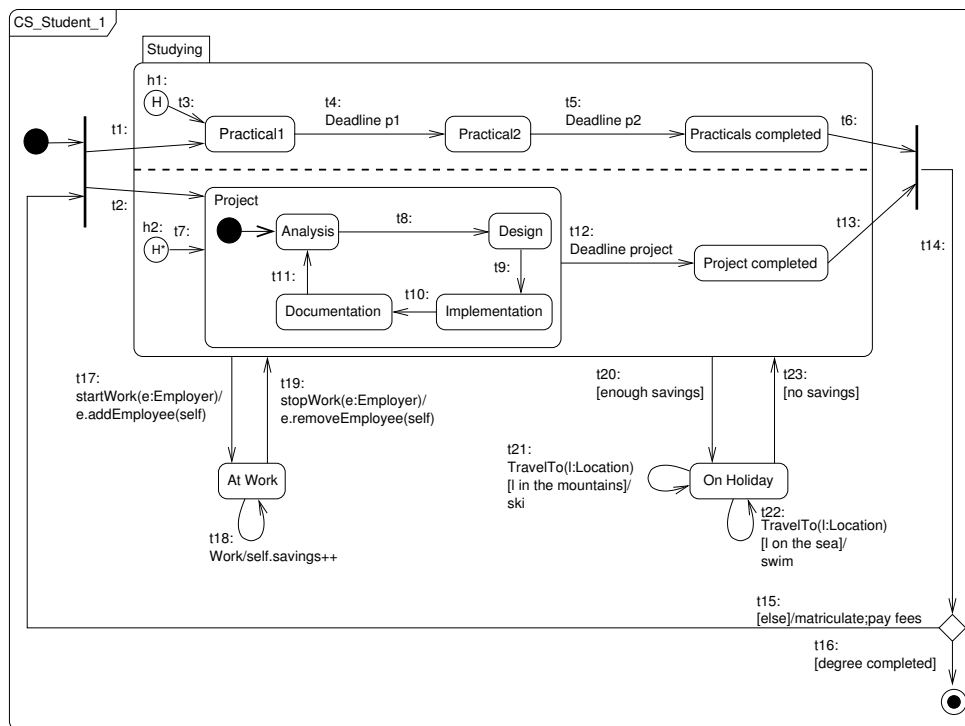 CS_Student_1
Studying
h1:
H
t3:
t4:
Deadline p1
t5:
Deadline p2
t6:
t1:
Practical1
Practical2
Practicals completed
t2:
Project
h2:
H*
t7:
Analysis
t8:
Design
t12:
Deadline project
t13:
t14:
t11:
t9:
t10:
Project completed
Documentation
Implementation
t17:
startWork(e:Employer)/
e.addEmployee(self)
t19:
stopWork(e:Employer)/
e.removeEmployee(self)
t20:
[enough savings]
t23:
[no savings]
t21:
TravelTo(l:Location)
[l in the mountains]/
ski
At Work
On Holiday
t18:
Work/self.savings++
t22:
TravelTo(l:Location)
[l on the sea]/
swim
t15:
[else]/matriculate;pay fees
t16:
[degree completed]